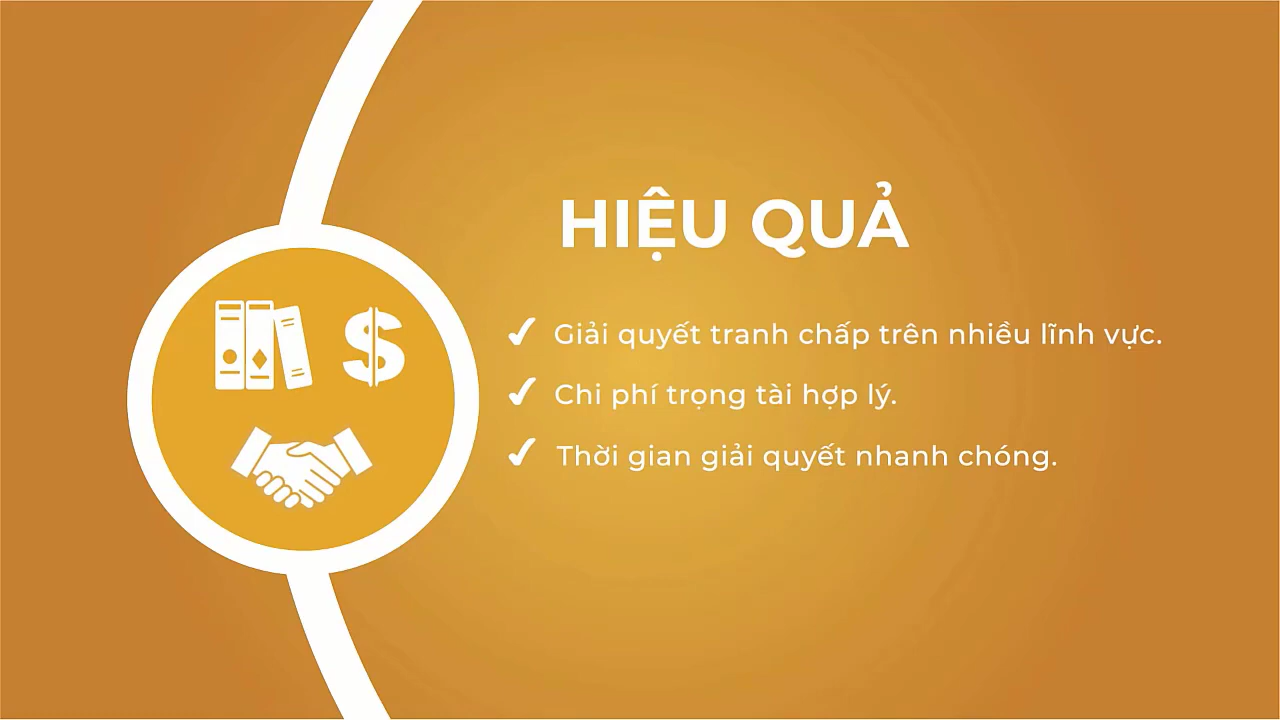 HIỆU QUẢ
✔ Giải quyết tranh chấp trên nhiều lĩnh vực.
✔ Chi phí trọng tài hợp lý.
✔ Thời gian giải quyết nhanh chóng.